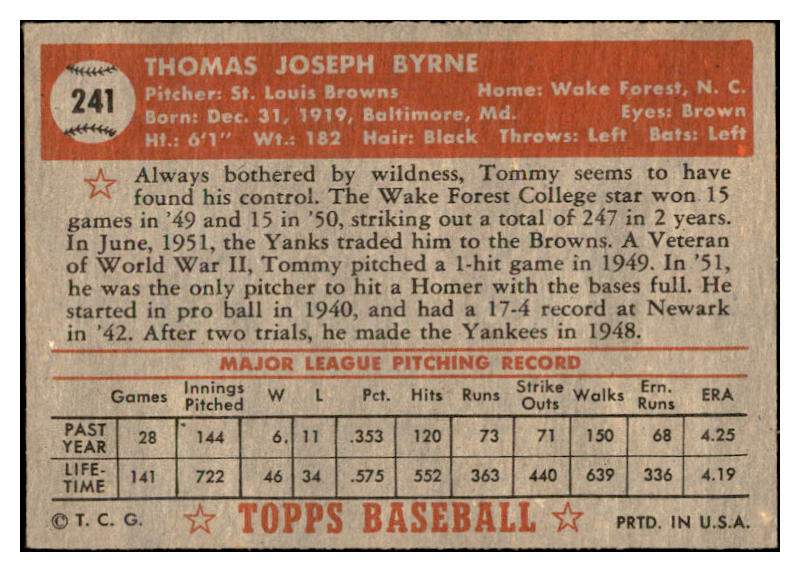 THOMAS JOSEPH BYRNE
241
Pitcher: St. Louis Browns Home: Wake Forest, N. C.
Born: Dec. 31, 1919, Baltimore, Md. Eyes: Brown
Ht.: 6'1" Wt.: 182 Hair: Black Throws: Left Bats: Left
Always bothered by wildness, Tommy seems to have
found his control. The Wake Forest College star won 15
games in '49 and 15 in '50, striking out a total of 247 in 2 years.
In June, 1951, the Yanks traded him to the Browns. A Veteran
of World War II, Tommy pitched a 1-hit game in 1949. In '51,
he was the only pitcher to hit a Homer with the bases full. He
started in pro ball in 1940, and had a 17-4 record at Newark
in '42. After two trials, he made the Yankees in 1948.
MAJOR LEAGUE PITCHING RECORD
Games Innings Pitched W L Pct. Hits Runs Strike Outs Walks Ern. Runs ERA
PAST YEAR 28 144 6. 11 .353 120 73 71 150 68 4.25
LIFE-TIME 141 722 46 34 .575 552 363 440 639 336 4.19
© T. C. G. TOPPS BASEBALL PRTD. IN U.S.A.